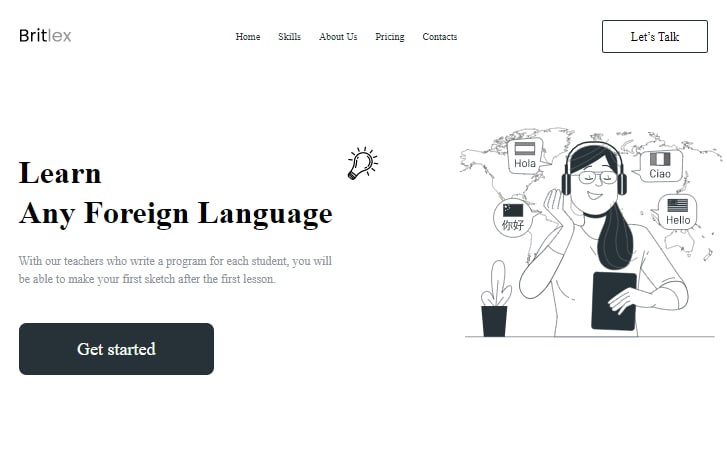 Britlex
Home Skills About Us Pricing Contacts
Let's Talk
Learn
Any Foreign Language
With our teachers who write a program for each student, you will
be able to make your first sketch after the first lesson.
Get started
Hola
Ciao
你好
Hello